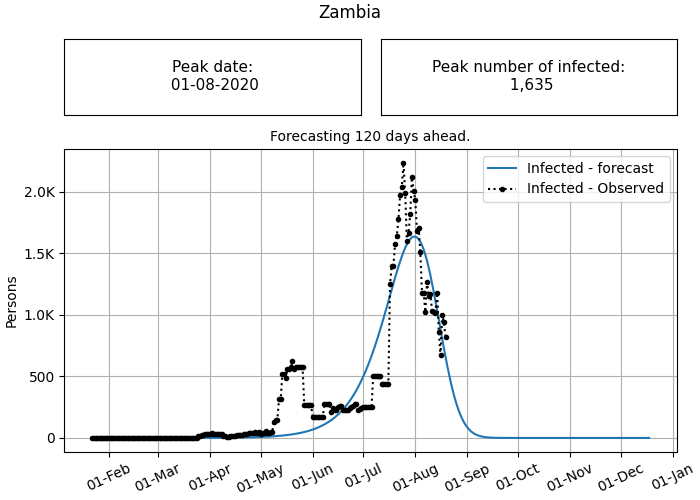 Zambia
Peak date:
01-08-2020
Peak number of infected:
1,635
Forecasting 120 days ahead.
Infected - forecast
Infected - Observed
Persons
2.0K
1.5K
1.0K
500
0
01-Feb
01-Mar
01-Apr
01-May
01-Jun
01-Jul
01-Aug
01-Sep
01-Oct
01-Nov
01-Dec
01-Jan